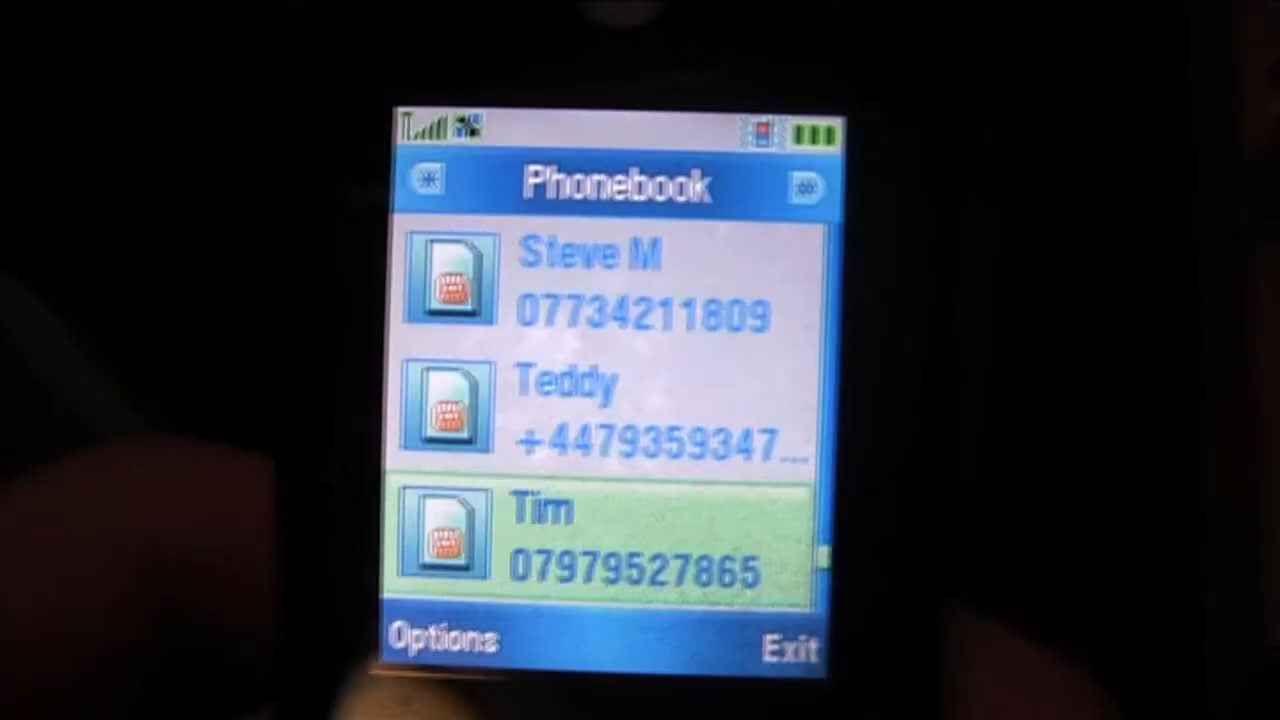 Phonebook
Steve M
07734211809
Teddy
+4479359347...
Tim
07979527865
Options
Exit